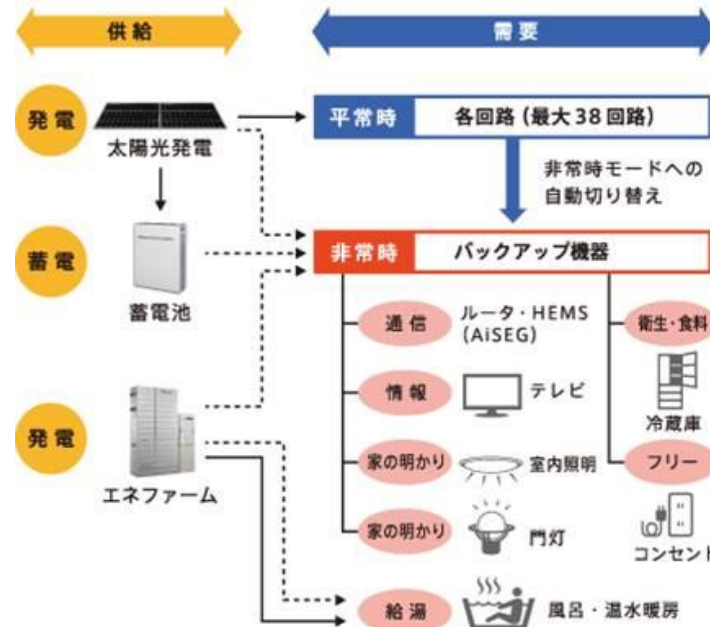 供給
需要
発電
太陽光発電
平常時
各回路(最大38回路)
非常時モードへの
自動切り替え
蓄電
蓄電池
非常時
バックアップ機器
通信
ルータ・HEMS
(AiSEG)
衛生・食料
冷蔵庫
情報
テレビ
発電
エネファーム
家の明かり
室内照明
フリー
コンセント
家の明かり
門灯
給湯
風呂・温水暖房